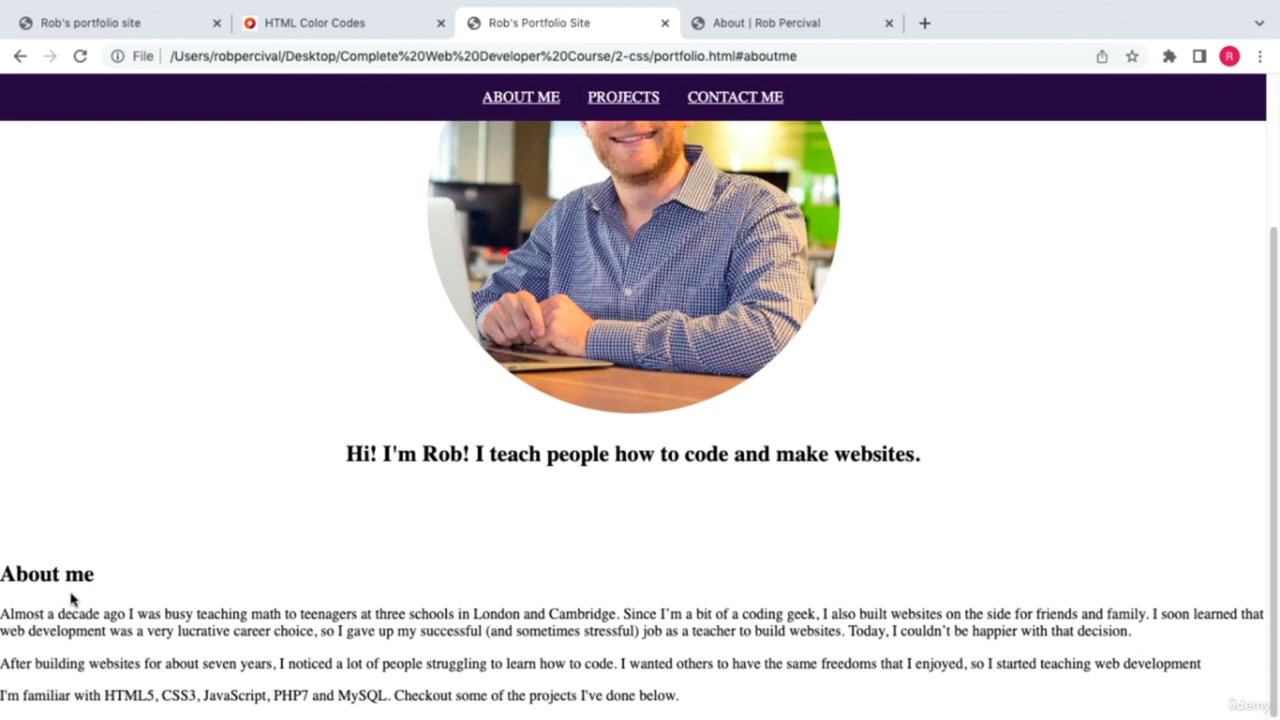 Rob's portfolio site
HTML Color Codes
Rob's Portfolio Site
About | Rob Percival
File
/Users/robpercival/Desktop/Complete%20Web%20Developer%20Course/2-css/portfolio.html#aboutme
R
ABOUT ME PROJECTS CONTACT ME
Hi! I'm Rob! I teach people how to code and make websites.
About me
Almost a decade ago I was busy teaching math to teenagers at three schools in London and Cambridge. Since I’m a bit of a coding geek, I also built websites on the side for friends and family. I soon learned that
web development was a very lucrative career choice, so I gave up my successful (and sometimes stressful) job as a teacher to build websites. Today, I couldn’t be happier with that decision.
After building websites for about seven years, I noticed a lot of people struggling to learn how to code. I wanted others to have the same freedoms that I enjoyed, so I started teaching web development
I'm familiar with HTML5, CSS3, JavaScript, PHP7 and MySQL. Checkout some of the projects I've done below.
ûdemy